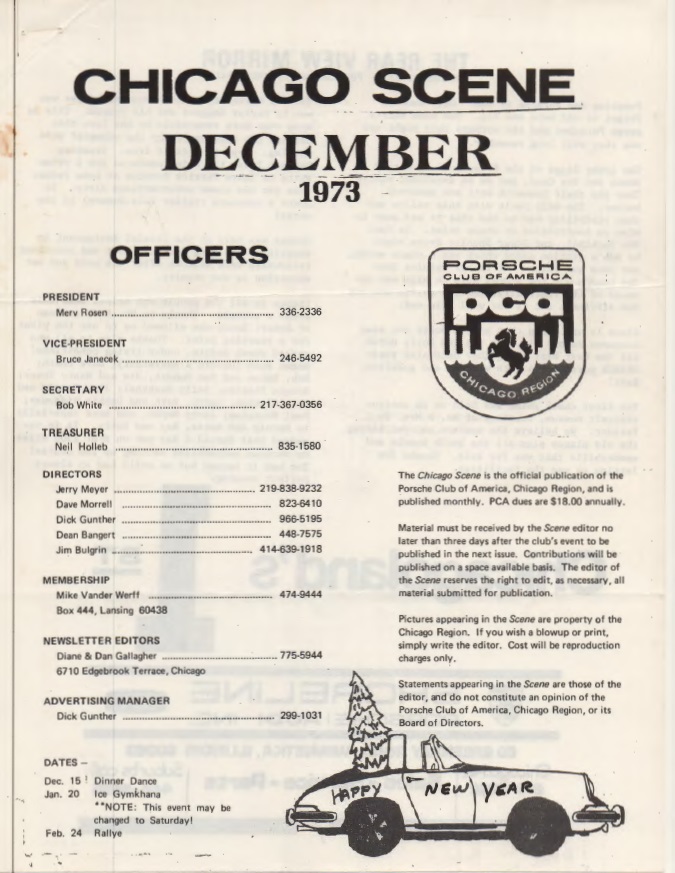 CHICAGO SCENE
DECEMBER
1973
OFFICERS
PRESIDENT
Merv Rosen ........ 336-2336
VICE-PRESIDENT
Bruce Janecek ........ 246-5492
SECRETARY
Bob White ........ 217-367-0356
TREASURER
Neil Holleb ........ 835-1580
DIRECTORS
Jerry Meyer ........ 219-838-9232
Dave Morrell ........ 823-6410
Dick Gunther ........ 966-5195
Dean Bangert ........ 448-7575
Jim Bulgrin ........ 414-639-1918
MEMBERSHIP
Mike Vander Werff ........ 474-9444
Box 444, Lansing 60438
NEWSLETTER EDITORS
Diane & Dan Gallagher ........ 775-5944
6710 Edgebrook Terrace, Chicago
ADVERTISING MANAGER
Dick Gunther ........ 299-1031
DATES –
Dec. 15 Dinner Dance
Jan. 20 Ice Gymkhana
**NOTE: This event may be
changed to Saturday!
Feb. 24 Rallye
PORSCHE
CLUB OF AMERICA
pca
CHICAGO REGION
The Chicago Scene is the official publication of the
Porsche Club of America, Chicago Region, and is
published monthly. PCA dues are $18.00 annually.
Material must be received by the Scene editor no
later than three days after the club's event to be
published in the next issue. Contributions will be
published on a space available basis. The editor of
the Scene reserves the right to edit, as necessary, all
material submitted for publication.
Pictures appearing in the Scene are property of the
Chicago Region. If you wish a blowup or print,
simply write the editor. Cost will be reproduction
charges only.
Statements appearing in the Scene are those of the
editor, and do not constitute an opinion of the
Porsche Club of America, Chicago Region, or its
Board of Directors.
HAPPY NEW YEAR